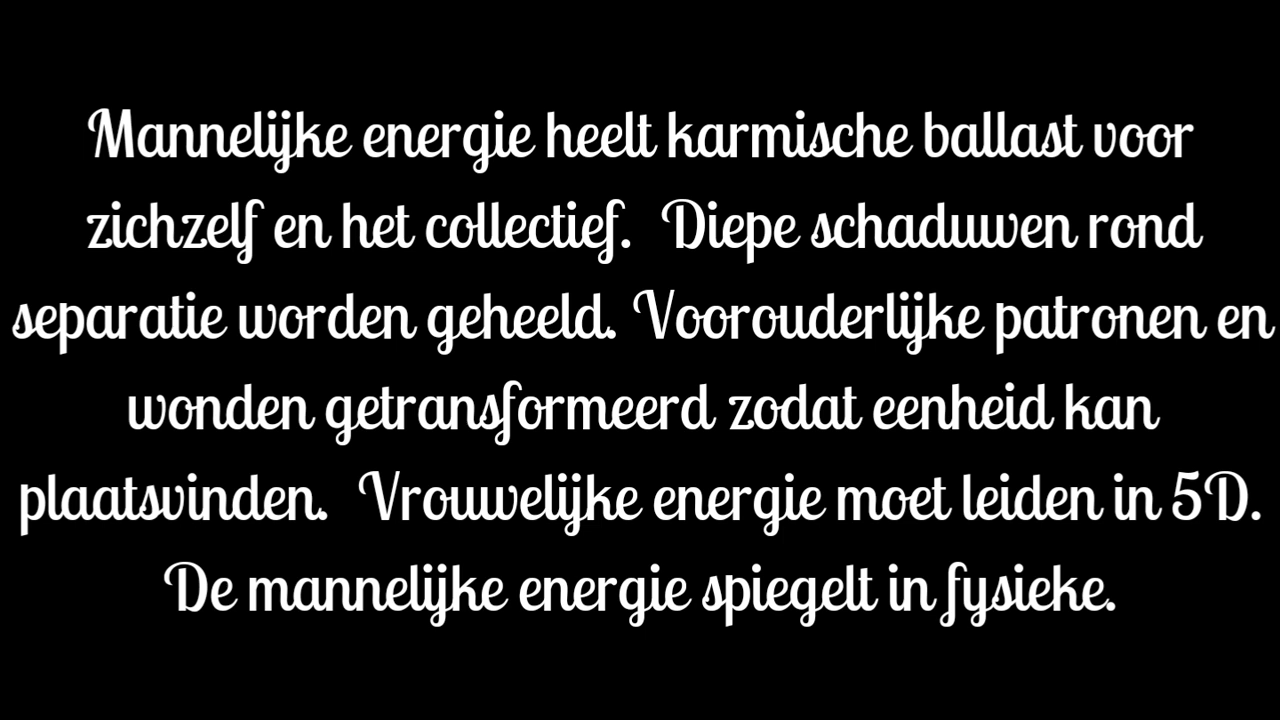 Mannelijke energie heelt karmische ballast voor
zichzelf en het collectief. Diepe schaduwen rond
separatie worden geheeld. Voorouderlijke patronen en
wonden getransformeerd zodat eenheid kan
plaatsvinden. Vrouwelijke energie moet leiden in 5D.
De mannelijke energie spiegelt in fysieke.